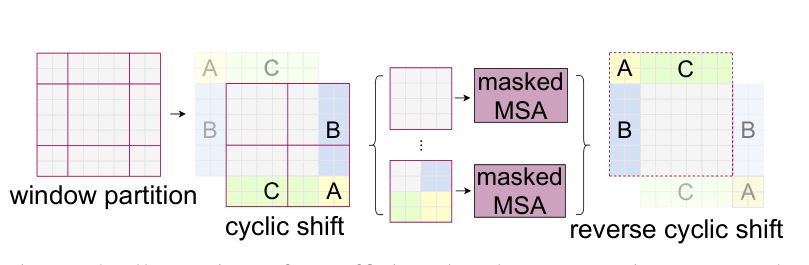 A C
B
B
C A
window partition
cyclic shift
masked
MSA
...
masked
MSA
A C
B B
C A
reverse cyclic shift